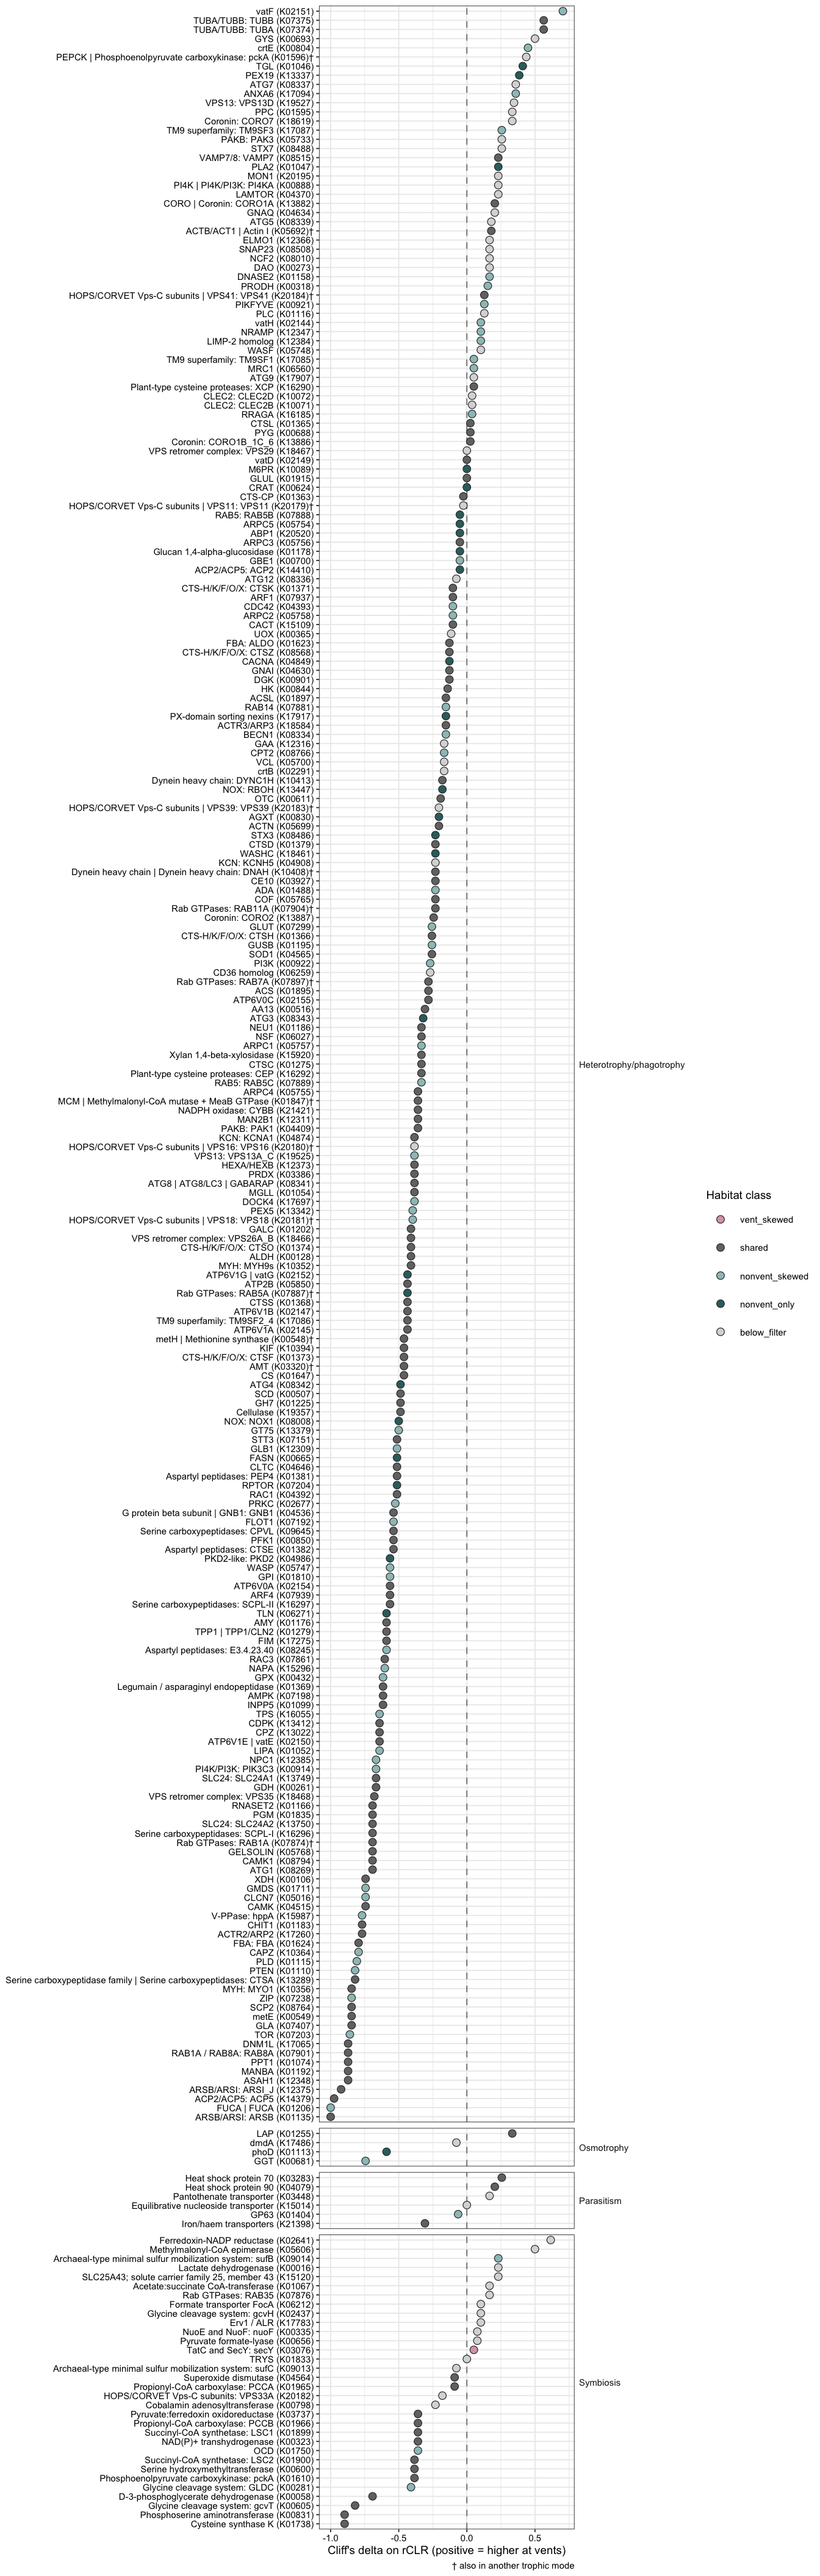 vatF (K02151)
TUBA/TUBB: TUBB (K07375)
TUBA/TUBB: TUBA (K07374)
GYS (K00693)
crtE (K00804)
PEPCK | Phosphoenolpyruvate carboxykinase: pckA (K01596)†
TGL (K01046)
PEX19 (K13337)
ATG7 (K08337)
ANXA6 (K17094)
VPS13: VPS13D (K19527)
PPC (K01595)
Coronin: CORO7 (K18619)
TM9 superfamily: TM9SF3 (K17087)
PAKB: PAK3 (K05733)
STX7 (K08488)
VAMP7/8: VAMP7 (K08515)
PLA2 (K01047)
MON1 (K20195)
PI4K | PI4K/PI3K: PI4KA (K00888)
LAMTOR (K04370)
CORO | Coronin: CORO1A (K13882)
GNAQ (K04634)
ATG5 (K08339)
ACTB/ACT1 | Actin I (K05692)†
ELMO1 (K12366)
SNAP23 (K08508)
NCF2 (K08010)
DAO (K00273)
DNASE2 (K01158)
PRODH (K00318)
HOPS/CORVET Vps-C subunits | VPS41: VPS41 (K20184)†
PIKFYVE (K00921)
PLC (K01116)
vatH (K02144)
NRAMP (K12347)
LIMP-2 homolog (K12384)
WASF (K05748)
TM9 superfamily: TM9SF1 (K17085)
MRC1 (K06560)
ATG9 (K17907)
Plant-type cysteine proteases: XCP (K16290)
CLEC2: CLEC2D (K10072)
CLEC2: CLEC2B (K10071)
RRAGA (K16185)
CTSL (K01365)
PYG (K00688)
Coronin: CORO1B_1C_6 (K13886)
VPS retromer complex: VPS29 (K18467)
vatD (K02149)
M6PR (K10089)
GLUL (K01915)
CRAT (K00624)
CTS-CP (K01363)
HOPS/CORVET Vps-C subunits | VPS11: VPS11 (K20179)†
RAB5: RAB5B (K07888)
ARPC5 (K05754)
ABP1 (K20520)
ARPC3 (K05756)
Glucan 1,4-alpha-glucosidase (K01178)
GBE1 (K00700)
ACP2/ACP5: ACP2 (K14410)
ATG12 (K08336)
CTS-H/K/F/O/X: CTSK (K01371)
ARF1 (K07937)
CDC42 (K04393)
ARPC2 (K05758)
CACT (K15109)
UOX (K00365)
FBA: ALDO (K01623)
CTS-H/K/F/O/X: CTSZ (K08568)
CACNA (K04849)
GNAI (K04630)
DGK (K00901)
HK (K00844)
ACSL (K01897)
RAB14 (K07881)
PX-domain sorting nexins (K17917)
ACTR3/ARP3 (K18584)
BECN1 (K08334)
GAA (K12316)
CPT2 (K08766)
VCL (K05700)
crtB (K02291)
Dynein heavy chain: DYNC1H (K10413)
NOX: RBOH (K13447)
OTC (K00611)
HOPS/CORVET Vps-C subunits | VPS39: VPS39 (K20183)†
AGXT (K00830)
ACTN (K05699)
STX3 (K08486)
CTSD (K01379)
WASHC (K18461)
KCN: KCNH5 (K04908)
Dynein heavy chain | Dynein heavy chain: DNAH (K10408)†
CE10 (K03927)
ADA (K01488)
COF (K05765)
Rab GTPases: RAB11A (K07904)†
Coronin: CORO2 (K13887)
GLUT (K07299)
CTS-H/K/F/O/X: CTSH (K01366)
GUSB (K01195)
SOD1 (K04565)
PI3K (K00922)
CD36 homolog (K06259)
Rab GTPases: RAB7A (K07897)†
ACS (K01895)
ATP6V0C (K02155)
AA13 (K00516)
ATG3 (K08343)
NEU1 (K01186)
NSF (K06027)
ARPC1 (K05757)
Xylan 1,4-beta-xylosidase (K15920)
CTSC (K01275)
Plant-type cysteine proteases: CEP (K16292)
RAB5: RAB5C (K07889)
ARPC4 (K05755)
MCM | Methylmalonyl-CoA mutase + MeaB GTPase (K01847)†
NADPH oxidase: CYBB (K21421)
MAN2B1 (K12311)
PAKB: PAK1 (K04409)
KCN: KCNA1 (K04874)
HOPS/CORVET Vps-C subunits | VPS16: VPS16 (K20180)†
VPS13: VPS13A_C (K19525)
HEXA/HEXB (K12373)
PRDX (K03386)
ATG8 | ATG8/LC3 | GABARAP (K08341)
MGLL (K01054)
DOCK4 (K17697)
PEX5 (K13342)
HOPS/CORVET Vps-C subunits | VPS18: VPS18 (K20181)†
GALC (K01202)
VPS retromer complex: VPS26A_B (K18466)
CTS-H/K/F/O/X: CTSO (K01374)
ALDH (K00128)
MYH: MYH9s (K10352)
ATP6V1G | vatG (K02152)
ATP2B (K05850)
Rab GTPases: RAB5A (K07887)†
CTSS (K01368)
ATP6V1B (K02147)
TM9 superfamily: TM9SF2_4 (K17086)
ATP6V1A (K02145)
metH | Methionine synthase (K00548)†
KIF (K10394)
CTS-H/K/F/O/X: CTSF (K01373)
AMT (K03320)†
CS (K01647)
ATG4 (K08342)
SCD (K00507)
GH7 (K01225)
Cellulase (K19357)
NOX: NOX1 (K08008)
GT75 (K13379)
STT3 (K07151)
GLB1 (K12309)
FASN (K00665)
CLTC (K04646)
Aspartyl peptidases: PEP4 (K01381)
RPTOR (K07204)
RAC1 (K04392)
PRKC (K02677)
G protein beta subunit | GNB1: GNB1 (K04536)
FLOT1 (K07192)
Serine carboxypeptidases: CPVL (K09645)
PFK1 (K00850)
Aspartyl peptidases: CTSE (K01382)
PKD2-like: PKD2 (K04986)
WASP (K05747)
GPI (K01810)
ATP6V0A (K02154)
ARF4 (K07939)
Serine carboxypeptidases: SCPL-II (K16297)
TLN (K06271)
AMY (K01176)
TPP1 | TPP1/CLN2 (K01279)
FIM (K17275)
Aspartyl peptidases: E3.4.23.40 (K08245)
RAC3 (K07861)
NAPA (K15296)
GPX (K00432)
Legumain / asparaginyl endopeptidase (K01369)
AMPK (K07198)
INPP5 (K01099)
TPS (K16055)
CDPK (K13412)
CPZ (K13022)
ATP6V1E | vatE (K02150)
LIPA (K01052)
NPC1 (K12385)
PI4K/PI3K: PIK3C3 (K00914)
SLC24: SLC24A1 (K13749)
GDH (K00261)
VPS retromer complex: VPS35 (K18468)
RNASET2 (K01166)
PGM (K01835)
SLC24: SLC24A2 (K13750)
Serine carboxypeptidases: SCPL-I (K16296)
Rab GTPases: RAB1A (K07874)†
GELSOLIN (K05768)
CAMK1 (K08794)
ATG1 (K08269)
XDH (K00106)
GMDS (K01711)
CLCN7 (K05016)
CAMK (K04515)
V-PPase: hppA (K15987)
CHIT1 (K01183)
ACTR2/ARP2 (K17260)
FBA: FBA (K01624)
CAPZ (K10364)
PLD (K01115)
PTEN (K01110)
Serine carboxypeptidase family | Serine carboxypeptidases: CTSA (K13289)
MYH: MYO1 (K10356)
ZIP (K07238)
SCP2 (K08764)
metE (K00549)
GLA (K07407)
TOR (K07203)
DNM1L (K17065)
RAB1A / RAB8A: RAB8A (K07901)
PPT1 (K01074)
MANBA (K01192)
ASAH1 (K12348)
ARSB/ARSI: ARSI_J (K12375)
ACP2/ACP5: ACP5 (K14379)
FUCA | FUCA (K01206)
ARSB/ARSI: ARSB (K01135)
Heterotrophy/phagotrophy
LAP (K01255)
dmdA (K17486)
phoD (K01113)
GGT (K00681)
Osmotrophy
Heat shock protein 70 (K03283)
Heat shock protein 90 (K04079)
Pantothenate transporter (K03448)
Equilibrative nucleoside transporter (K15014)
GP63 (K01404)
Iron/haem transporters (K21398)
Parasitism
Ferredoxin-NADP reductase (K02641)
Methylmalonyl-CoA epimerase (K05606)
Archaeal-type minimal sulfur mobilization system: sufB (K09014)
Lactate dehydrogenase (K00016)
SLC25A43; solute carrier family 25, member 43 (K15120)
Acetate:succinate CoA-transferase (K01067)
Rab GTPases: RAB35 (K07876)
Formate transporter FocA (K06212)
Glycine cleavage system: gcvH (K02437)
Erv1 / ALR (K17783)
NuoE and NuoF: nuoF (K00335)
Pyruvate formate-lyase (K00656)
TatC and SecY: secY (K03076)
TRYS (K01833)
Archaeal-type minimal sulfur mobilization system: sufC (K09013)
Superoxide dismutase (K04564)
Propionyl-CoA carboxylase: PCCA (K01965)
HOPS/CORVET Vps-C subunits: VPS33A (K20182)
Cobalamin adenosyltransferase (K00798)
Pyruvate:ferredoxin oxidoreductase (K03737)
Propionyl-CoA carboxylase: PCCB (K01966)
Succinyl-CoA synthetase: LSC1 (K01899)
NAD(P)+ transhydrogenase (K00323)
OCD (K01750)
Succinyl-CoA synthetase: LSC2 (K01900)
Serine hydroxymethyltransferase (K00600)
Phosphoenolpyruvate carboxykinase: pckA (K01610)
Glycine cleavage system: GLDC (K00281)
D-3-phosphoglycerate dehydrogenase (K00058)
Glycine cleavage system: gcvT (K00605)
Phosphoserine aminotransferase (K00831)
Cysteine synthase K (K01738)
Symbiosis
-1.0 -0.5 0.0 0.5
Cliff's delta on rCLR (positive = higher at vents)
† also in another trophic mode
Habitat class
vent_skewed
shared
nonvent_skewed
nonvent_only
below_filter